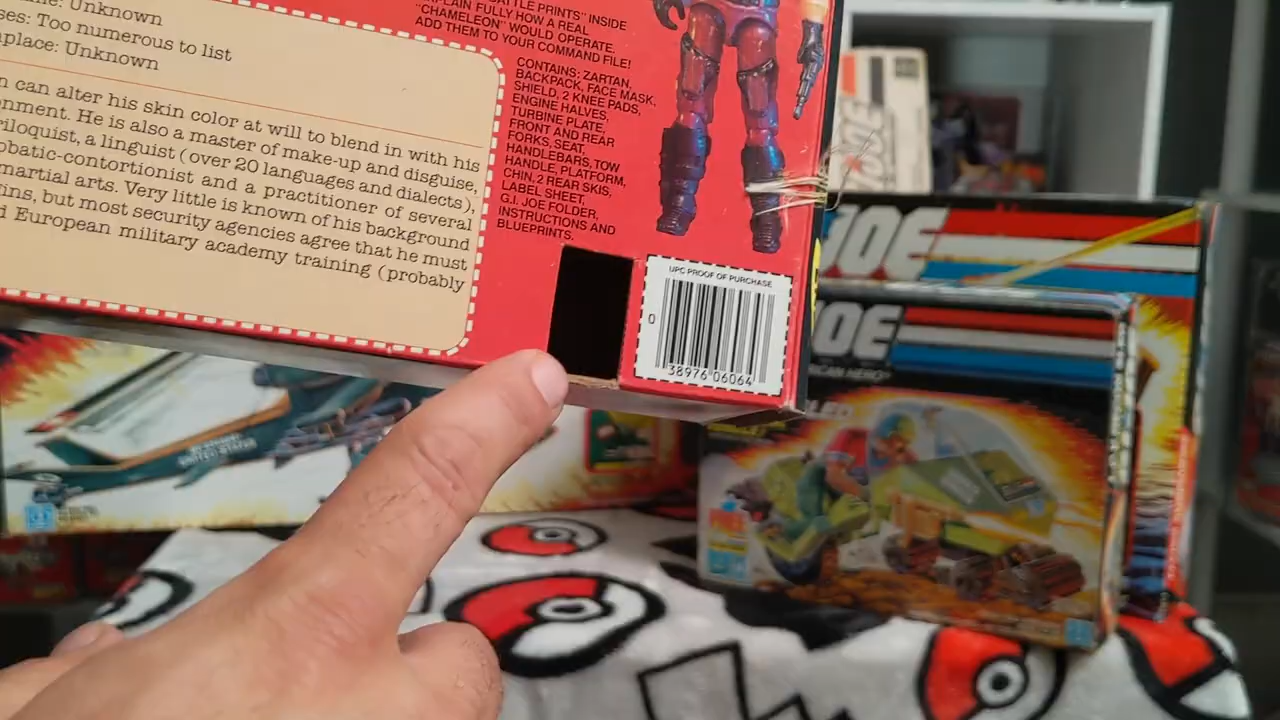 Unknown
ses: Too numerous to list
nplace: Unknown
n can alter his skin color at will to blend in with his
onment. He is also a master of make-up and disguise,
riloquist, a linguist (over 20 languages and dialects),
obatic-contortionist and a practitioner of several
martial arts. Very little is known of his background
ins, but most security agencies agree that he must
d European military academy training (probably
BATTLE PRINTS" INSIDE
EXPLAIN FULLY HOW A REAL
"CHAMELEON" WOULD OPERATE.
ADD THEM TO YOUR COMMAND FILE!
CONTAINS: ZARTAN,
BACKPACK, FACE MASK,
SHIELD, 2 KNEE PADS,
ENGINE HALVES,
TURBINE PLATE,
FRONT AND REAR
FORKS, SEAT,
HANDLEBARS, TOW
HANDLE, PLATFORM,
CHIN, 2 REAR SKIS,
LABEL SHEET,
G.I. JOE FOLDER,
INSTRUCTIONS AND
BLUEPRINTS.
UPC PROOF OF PURCHASE
0
38976 06064
JOE
JOE
JOE
FREE